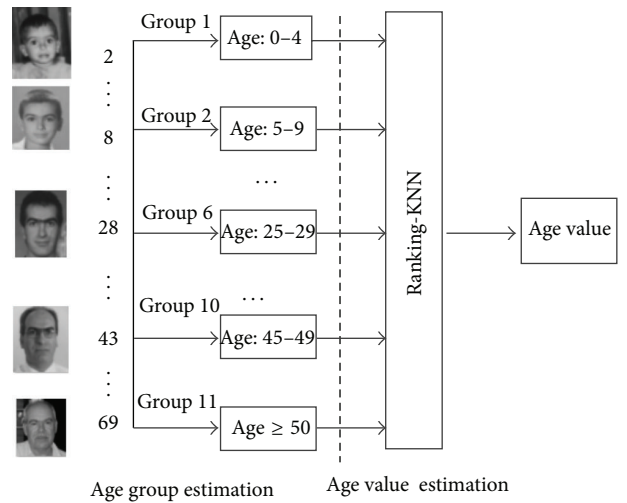 Group 1
2
Age: 0–4
Group 2
8
Age: 5–9
...
Group 6
28
Age: 25–29
Ranking-KNN
Age value
...
Group 10
43
Age: 45–49
Group 11
69
Age ≥ 50
Age group estimation
Age value estimation